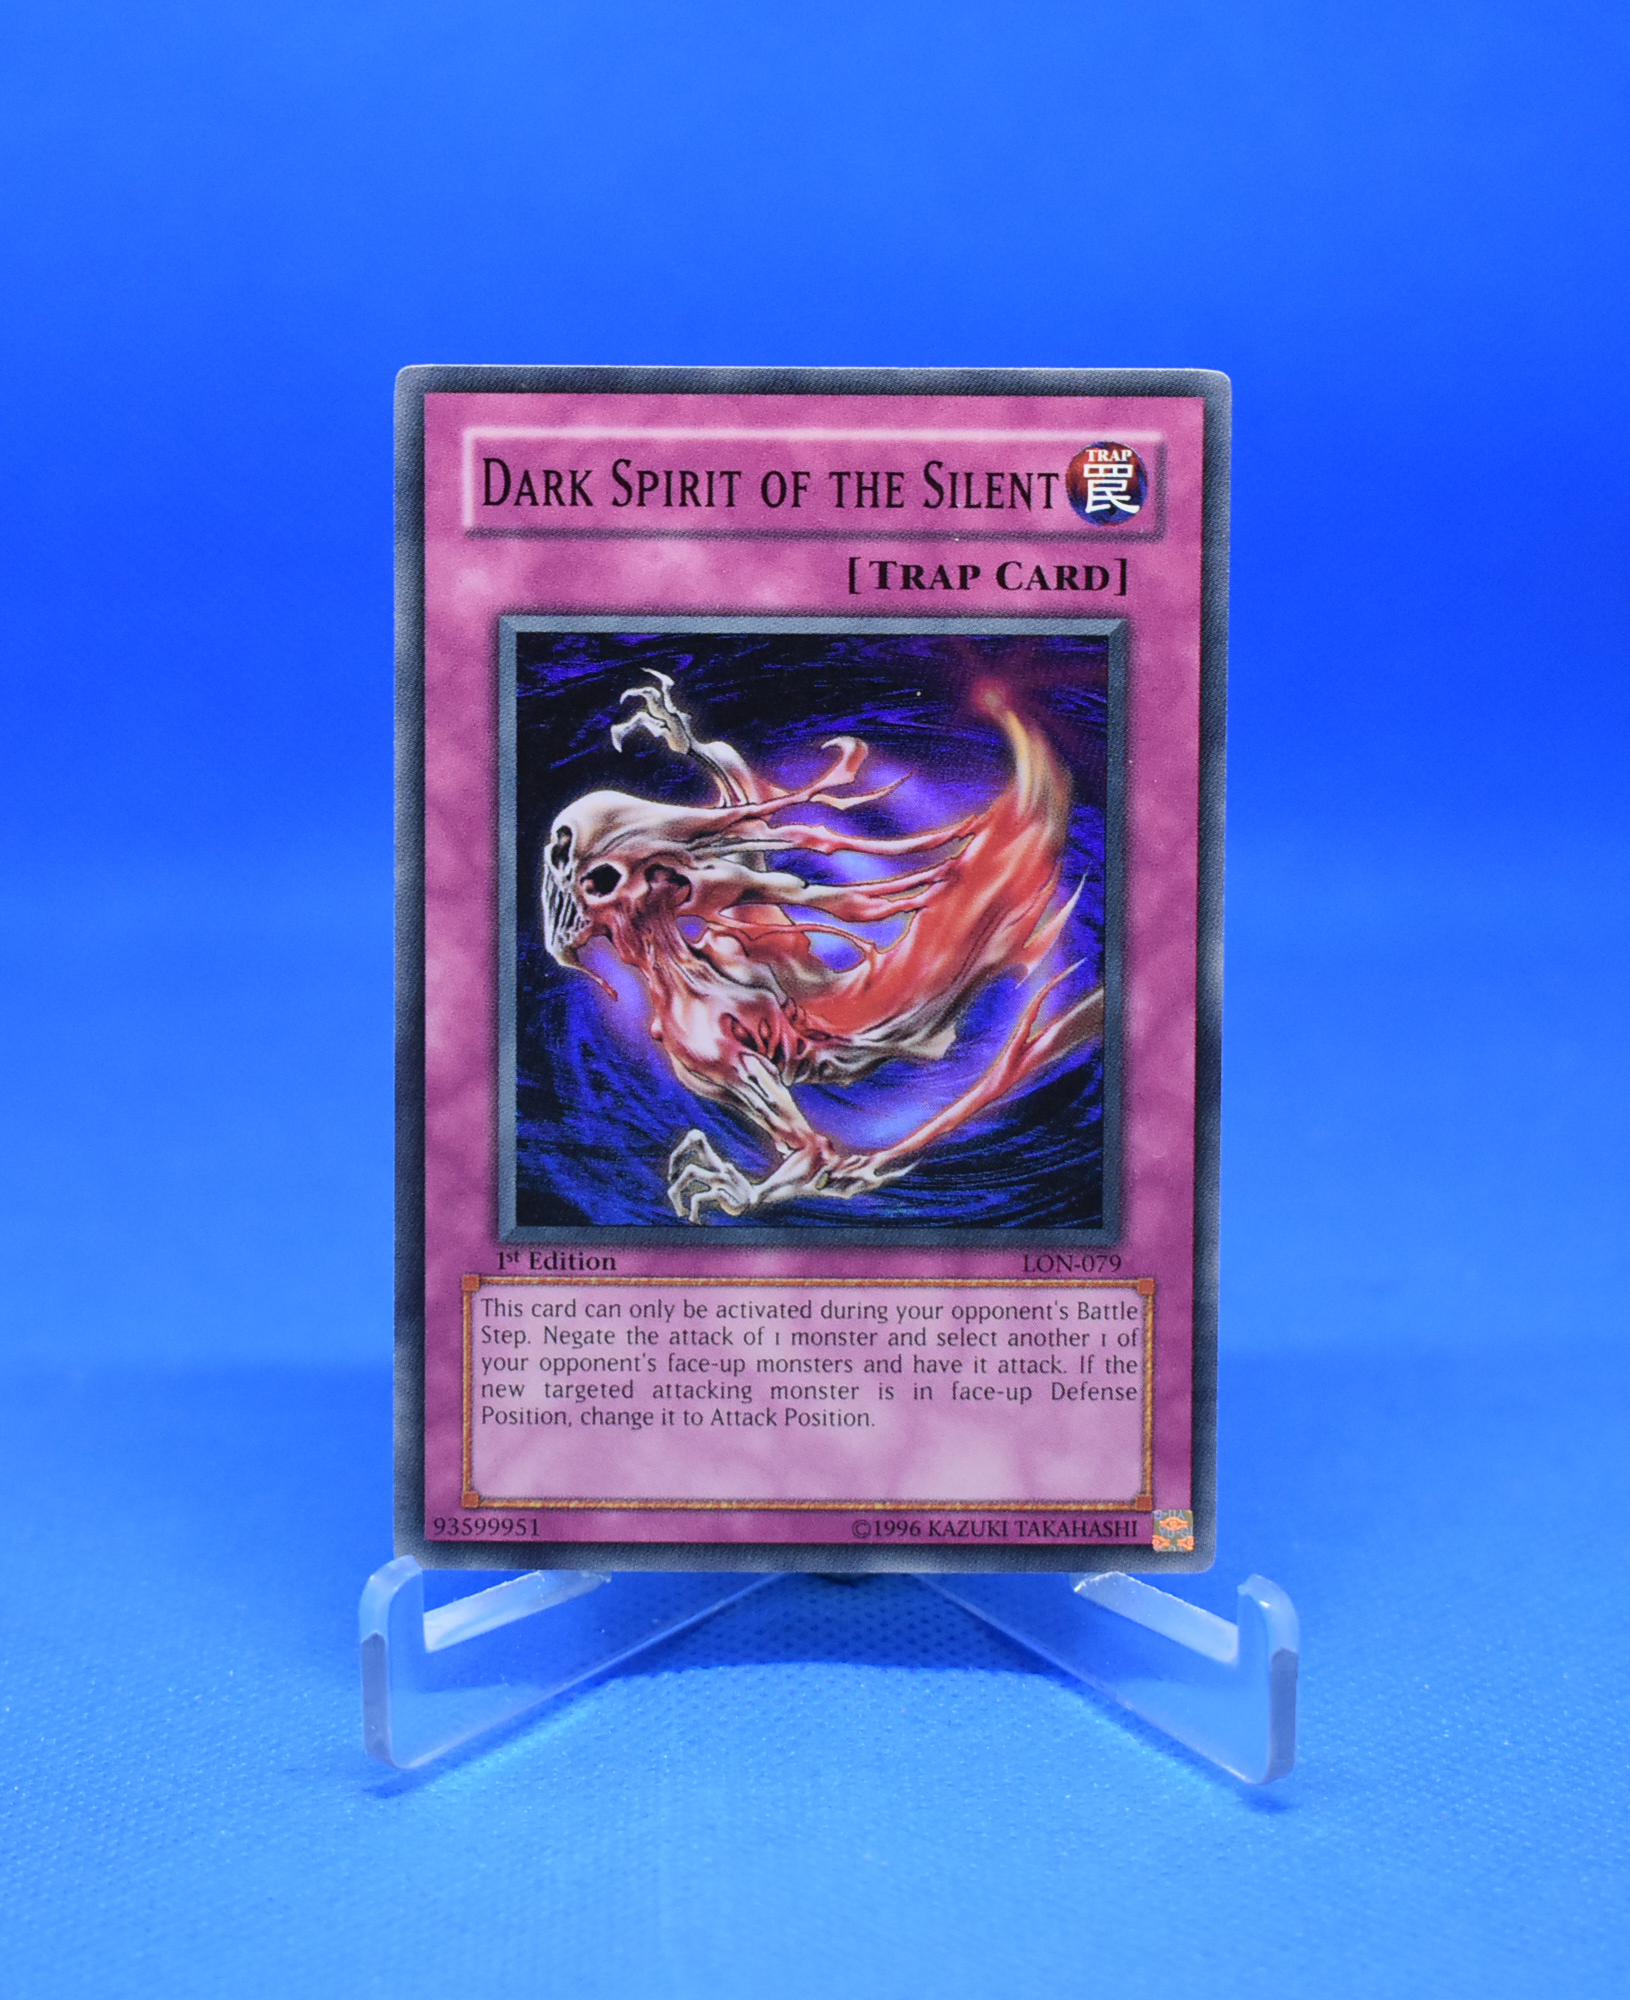 DARK SPIRIT OF THE SILENT
TRAP
罠
[TRAP CARD]
1st Edition
LON-079
This card can only be activated during your opponent's Battle
Step. Negate the attack of 1 monster and select another 1 of
your opponent's face-up monsters and have it attack. If the
new targeted attacking monster is in face-up Defense
Position, change it to Attack Position.
93599951
©1996 KAZUKI TAKAHASHI